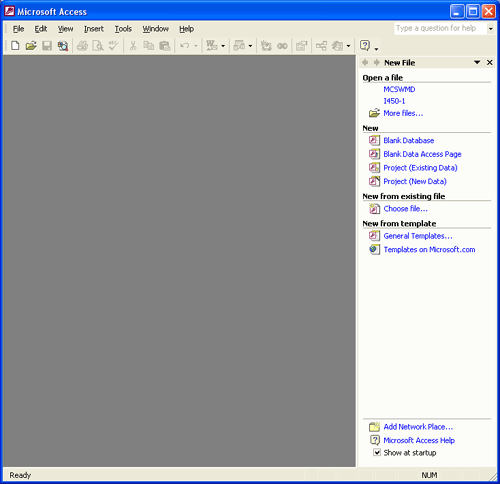 Microsoft Access
File Edit View Insert Tools Window Help
Type a question for help
New File
Open a file
MCSWMD
I450-1
More files...
New
Blank Database
Blank Data Access Page
Project (Existing Data)
Project (New Data)
New from existing file
Choose file...
New from template
General Templates...
Templates on Microsoft.com
Add Network Place...
Microsoft Access Help
Show at startup
Ready NUM